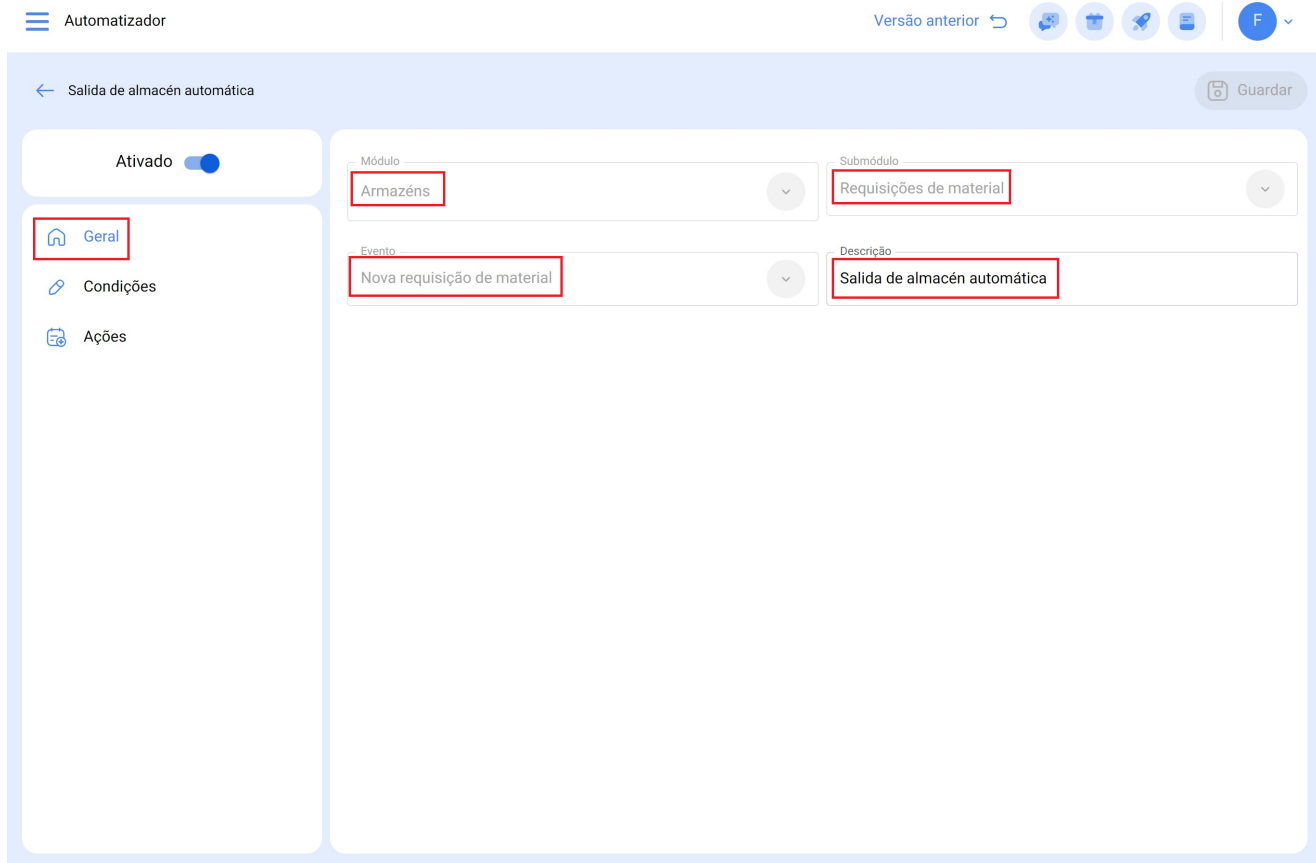 Automatizador
Versão anterior
F
Salida de almacén automática
Guardar
Ativado
Geral
Condições
Ações
Módulo
Armazéns
Submódulo
Requisições de material
Evento
Nova requisição de material
Descrição
Salida de almacén automática